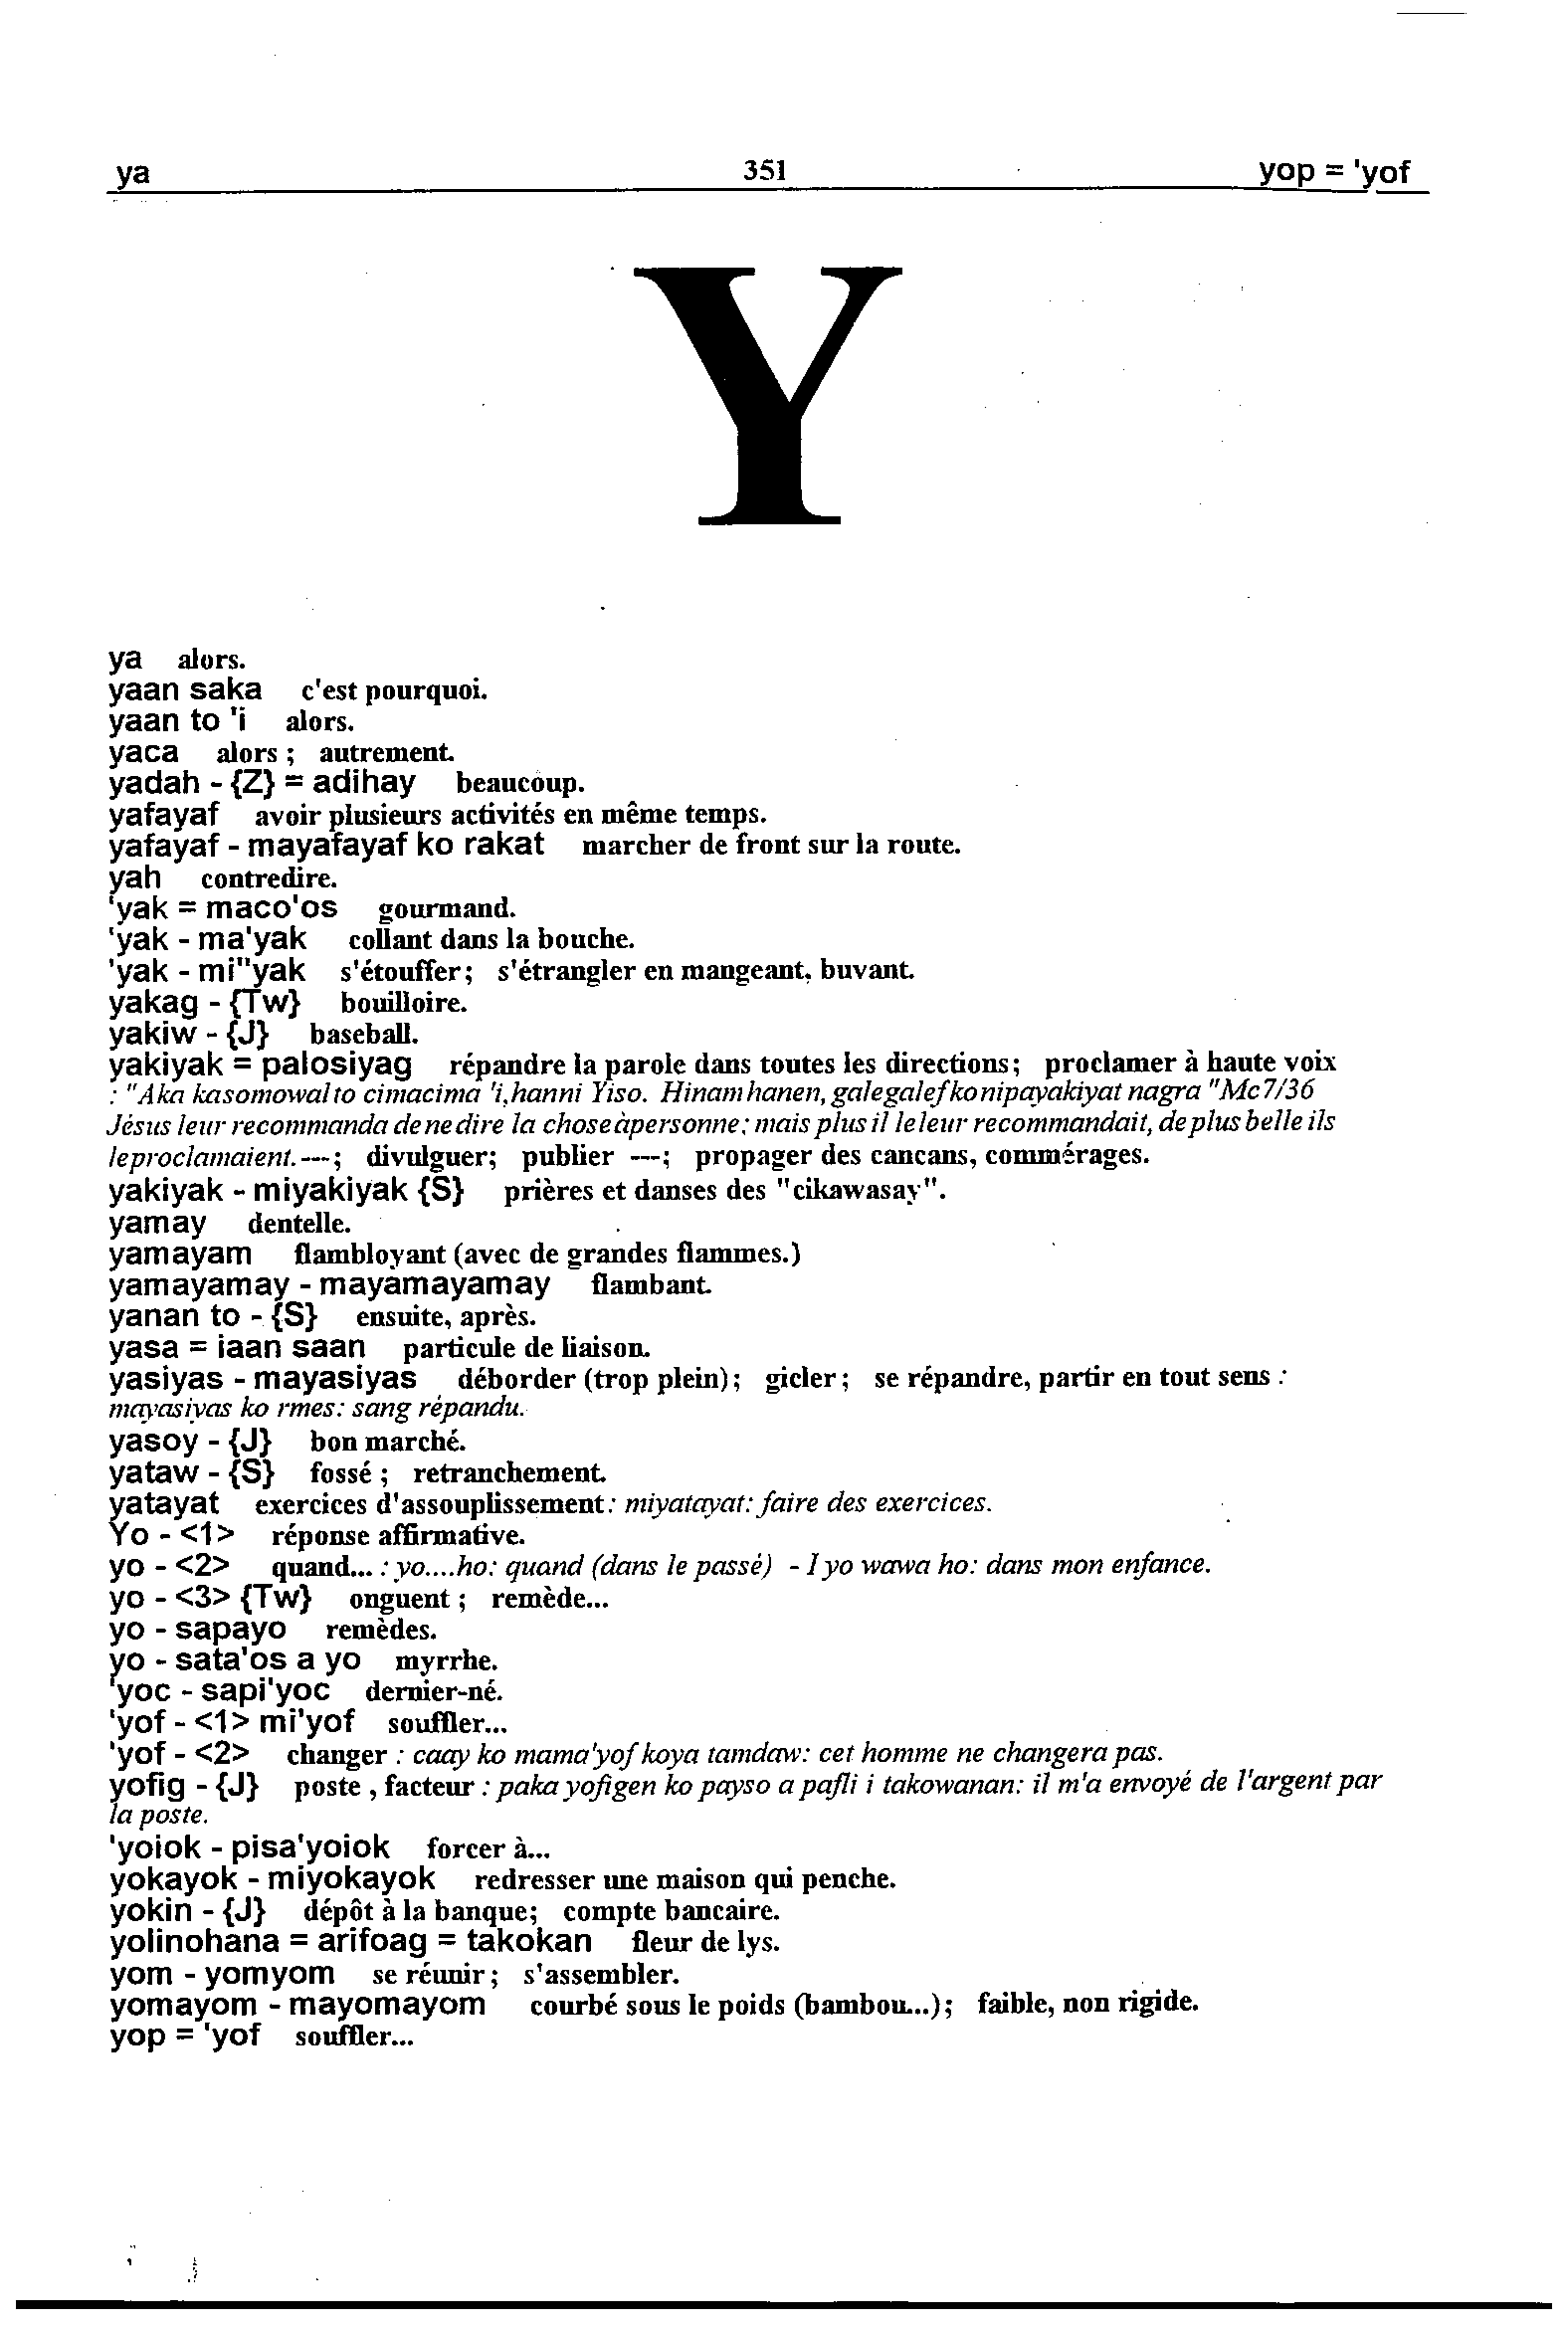 ya 351 yop = 'yof
Y
ya alors.
yaan saka c'est pourquoi.
yaan to 'i alors.
yaca alors ; autrement.
yadah - {Z} = adihay beaucoup.
yafayaf avoir plusieurs activités en même temps.
yafayaf - mayafayaf ko rakat marcher de front sur la route.
yah contredire.
'yak = maco'os gourmand.
'yak - ma'yak collant dans la bouche.
'yak - mi"yak s'étouffer ; s'étrangler en mangeant, buvant.
yakag - {Tw} bouilloire.
yakiw - {J} baseball.
yakiyak = palosiyag répandre la parole dans toutes les directions ; proclamer à haute voix
: "Aka kasomowal to cimacima 'i, hanni Yiso. Hinam hanen, galegalef ko nipayakiyat nagra "Mc 7/36
Jésus leur recommanda de ne dire la chose à personne ; mais plus il le leur recommandait, de plus belle ils
le proclamaient. ---; divulguer; publier ---; propager des cancans, commérages.
yakiyak - miyakiyak {S} prières et danses des "cikawasay".
yamay dentelle.
yamayam flambloyant (avec de grandes flammes.)
yamayamay - mayamayamay flambant.
yanan to - {S} ensuite, après.
yasa = iaan saan particule de liaison.
yasiyas - mayasiyas déborder (trop plein) ; gicler ; se répandre, partir en tout sens :
mayasiyas ko rmes: sang répandu.
yasoy - {J} bon marché.
yataw - {S} fossé ; retranchement.
yatayat exercices d'assouplissement : miyatayat: faire des exercices.
Yo - <1> réponse affirmative.
yo - <2> quand... : yo....ho: quand (dans le passé) - I yo wawa ho: dans mon enfance.
yo - <3> {Tw} onguent ; remède...
yo - sapayo remèdes.
yo - sata'os a yo myrrhe.
'yoc - sapi'yoc dernier-né.
'yof - <1> mi'yof souffler...
'yof - <2> changer : caay ko mama'yof koya tamdaw: cet homme ne changera pas.
yofig - {J} poste , facteur : paka yofigen ko payso a pafli i takowanan: il m'a envoyé de l'argent par
la poste.
'yoiok - pisa'yoiok forcer à...
yokayok - miyokayok redresser une maison qui penche.
yokin - {J} dépôt à la banque; compte bancaire.
yolinohana = arifoag = takokan fleur de lys.
yom - yomyom se réunir ; s'assembler.
yomayom - mayomayom courbé sous le poids (bambou...) ; faible, non rigide.
yop = 'yof souffler...